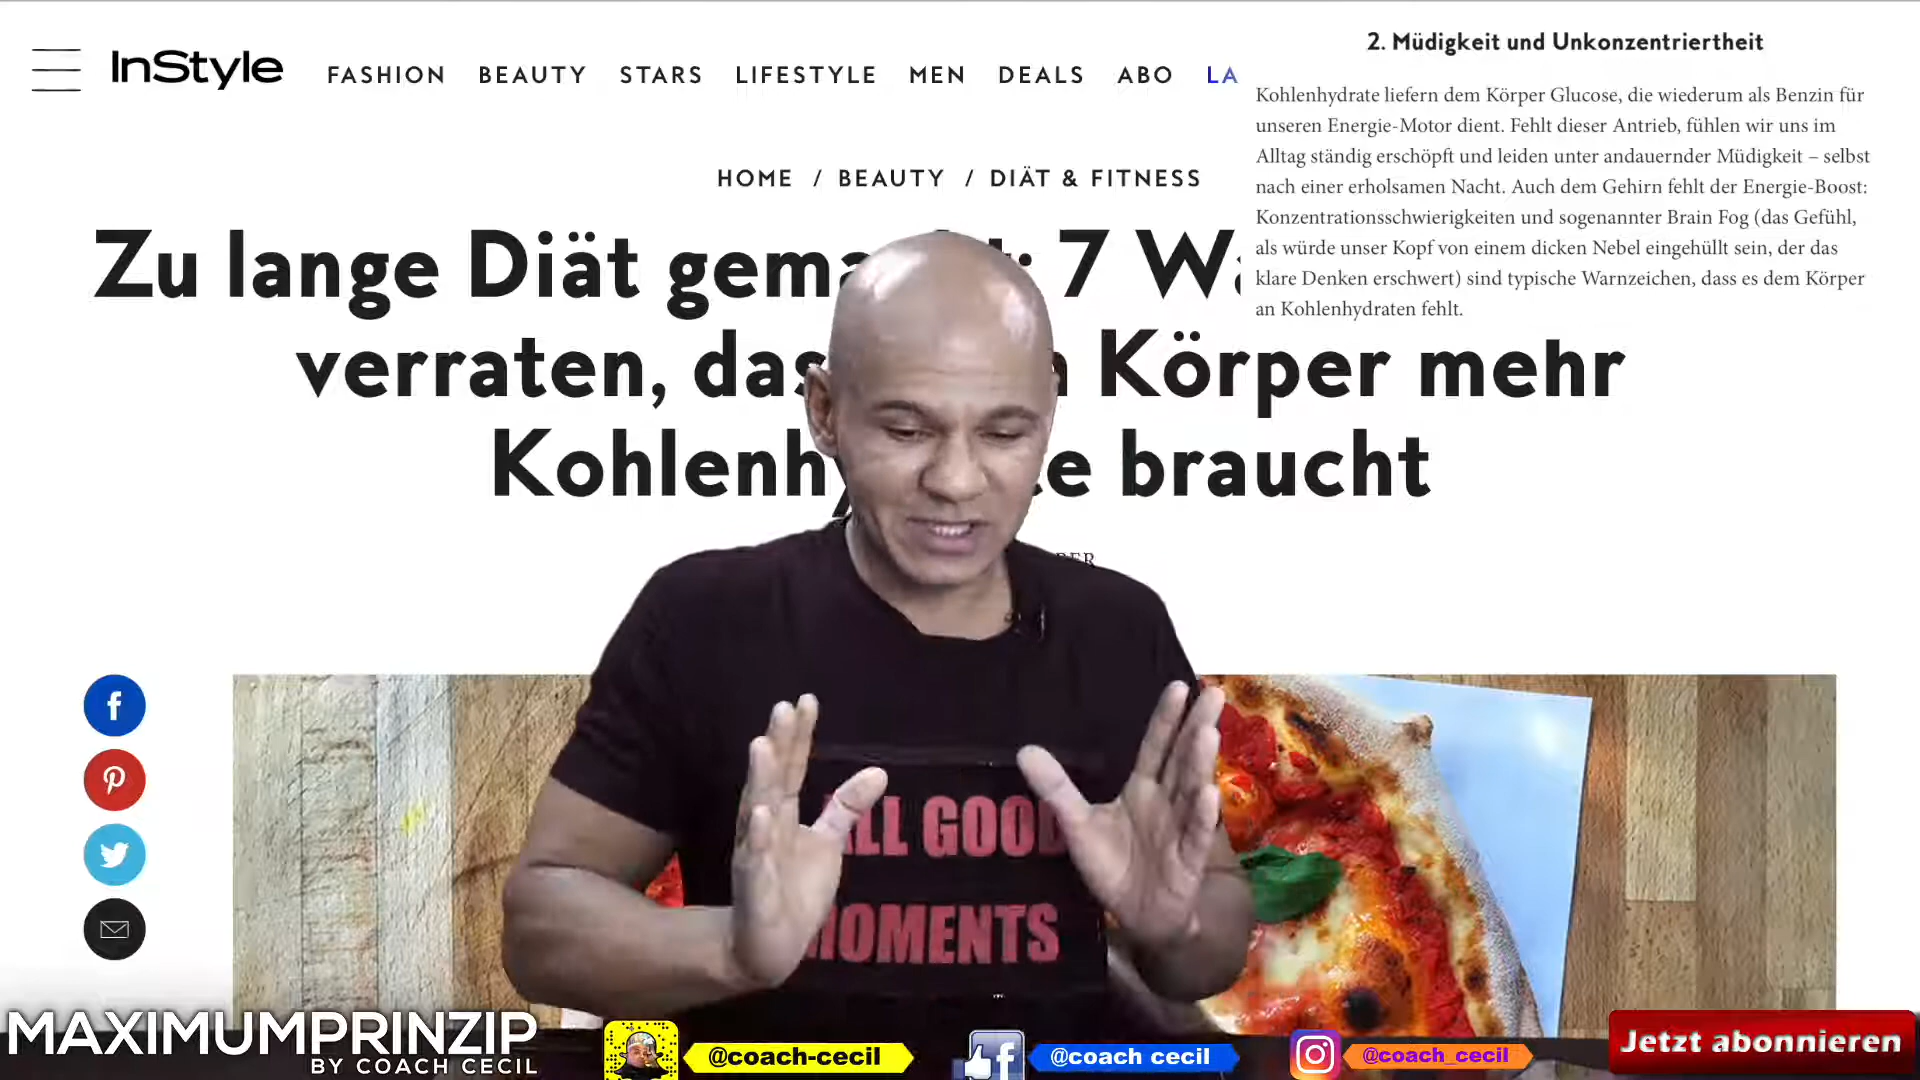 InStyle
FASHION BEAUTY STARS LIFESTYLE MEN DEALS ABO LA
2. Müdigkeit und Unkonzentriertheit
Kohlenhydrate liefern dem Körper Glucose, die wiederum als Benzin für
unseren Energie-Motor dient. Fehlt dieser Antrieb, fühlen wir uns im
Alltag ständig erschöpft und leiden unter andauernder Müdigkeit – selbst
nach einer erholsamen Nacht. Auch dem Gehirn fehlt der Energie-Boost:
Konzentrationsschwierigkeiten und sogenannter Brain Fog (das Gefühl,
als würde unser Kopf von einem dicken Nebel eingehüllt sein, der das
klare Denken erschwert) sind typische Warnzeichen, dass es dem Körper
an Kohlenhydraten fehlt.
HOME / BEAUTY / DIÄT & FITNESS
Zu lange Diät 7
verraten, Körper mehr
braucht
ALL GOOD
MOMENTS
MAXIMUMPRINZIP
BY COACH CECIL
@coach-cecil
@coach cecil
@coach_cecil
Jetzt abonnieren